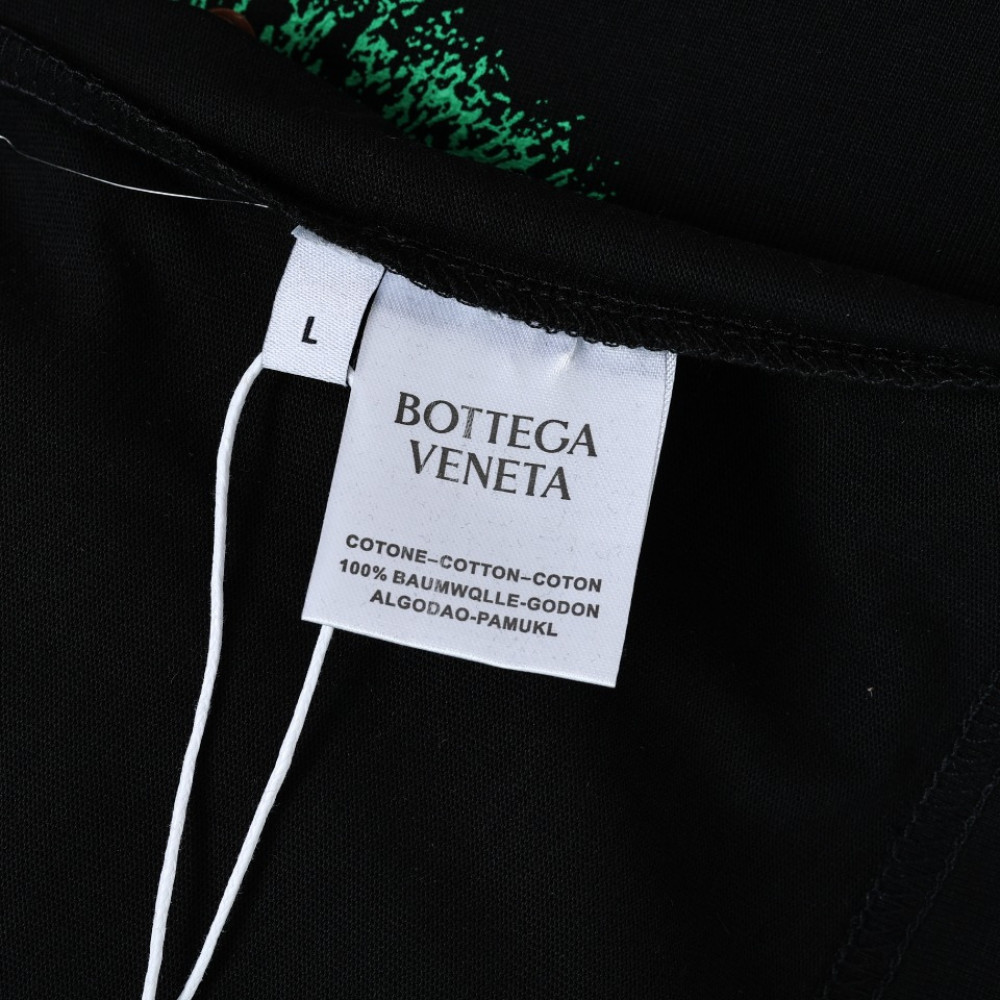 L
BOTTEGA
VENETA
COTONE–COTTON–COTON
100% BAUMWQLLE-GODON
ALGODAO-PAMUKL